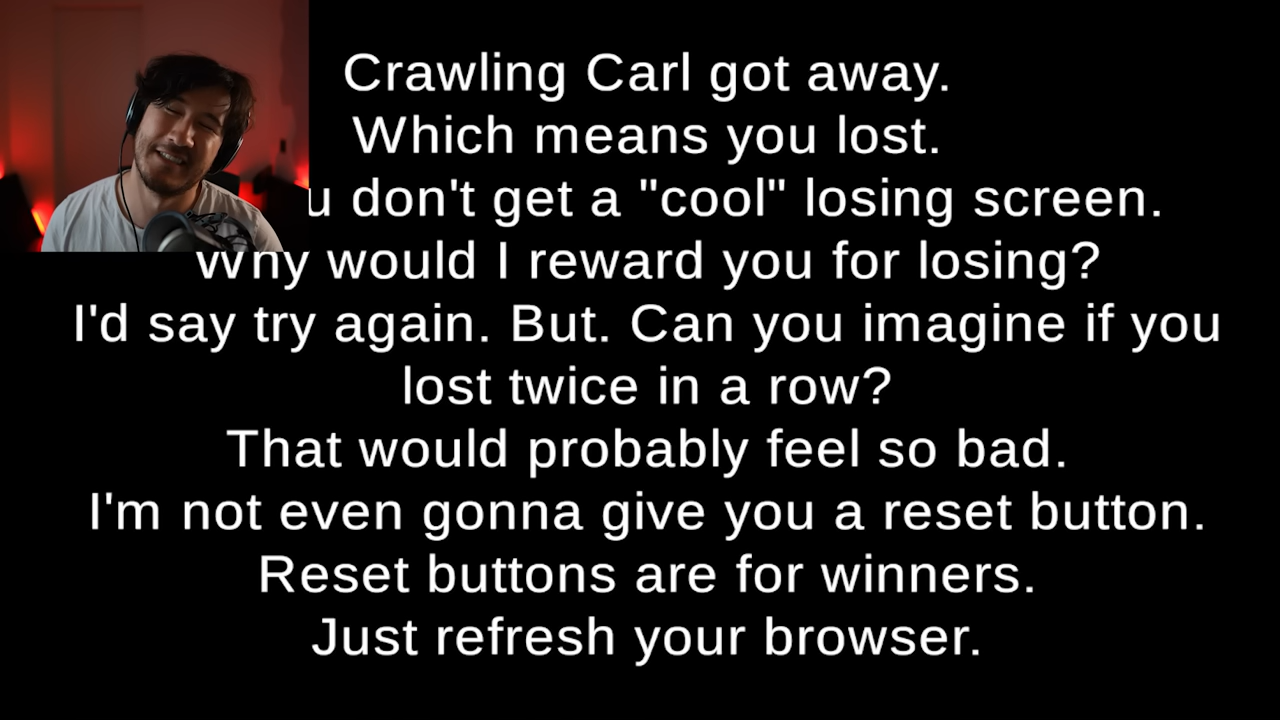 Crawling Carl got away.
Which means you lost.
don't get a "cool" losing screen.
Why would I reward you for losing?
I'd say try again. But. Can you imagine if you
lost twice in a row?
That would probably feel so bad.
I'm not even gonna give you a reset button.
Reset buttons are for winners.
Just refresh your browser.